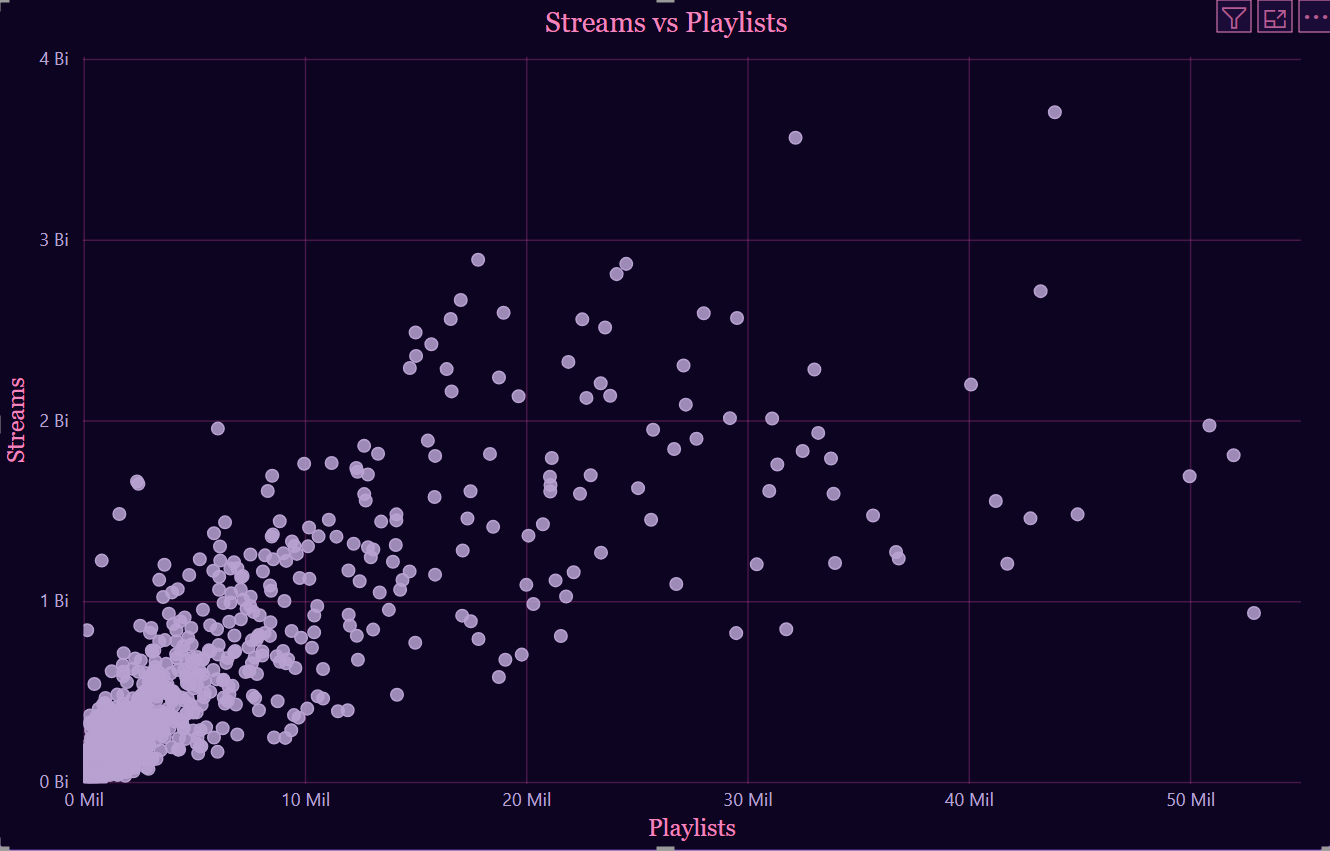 Streams vs Playlists
4 Bi
3 Bi
2 Bi
1 Bi
0 Bi
Streams
0 Mil
10 Mil
20 Mil
30 Mil
40 Mil
50 Mil
Playlists